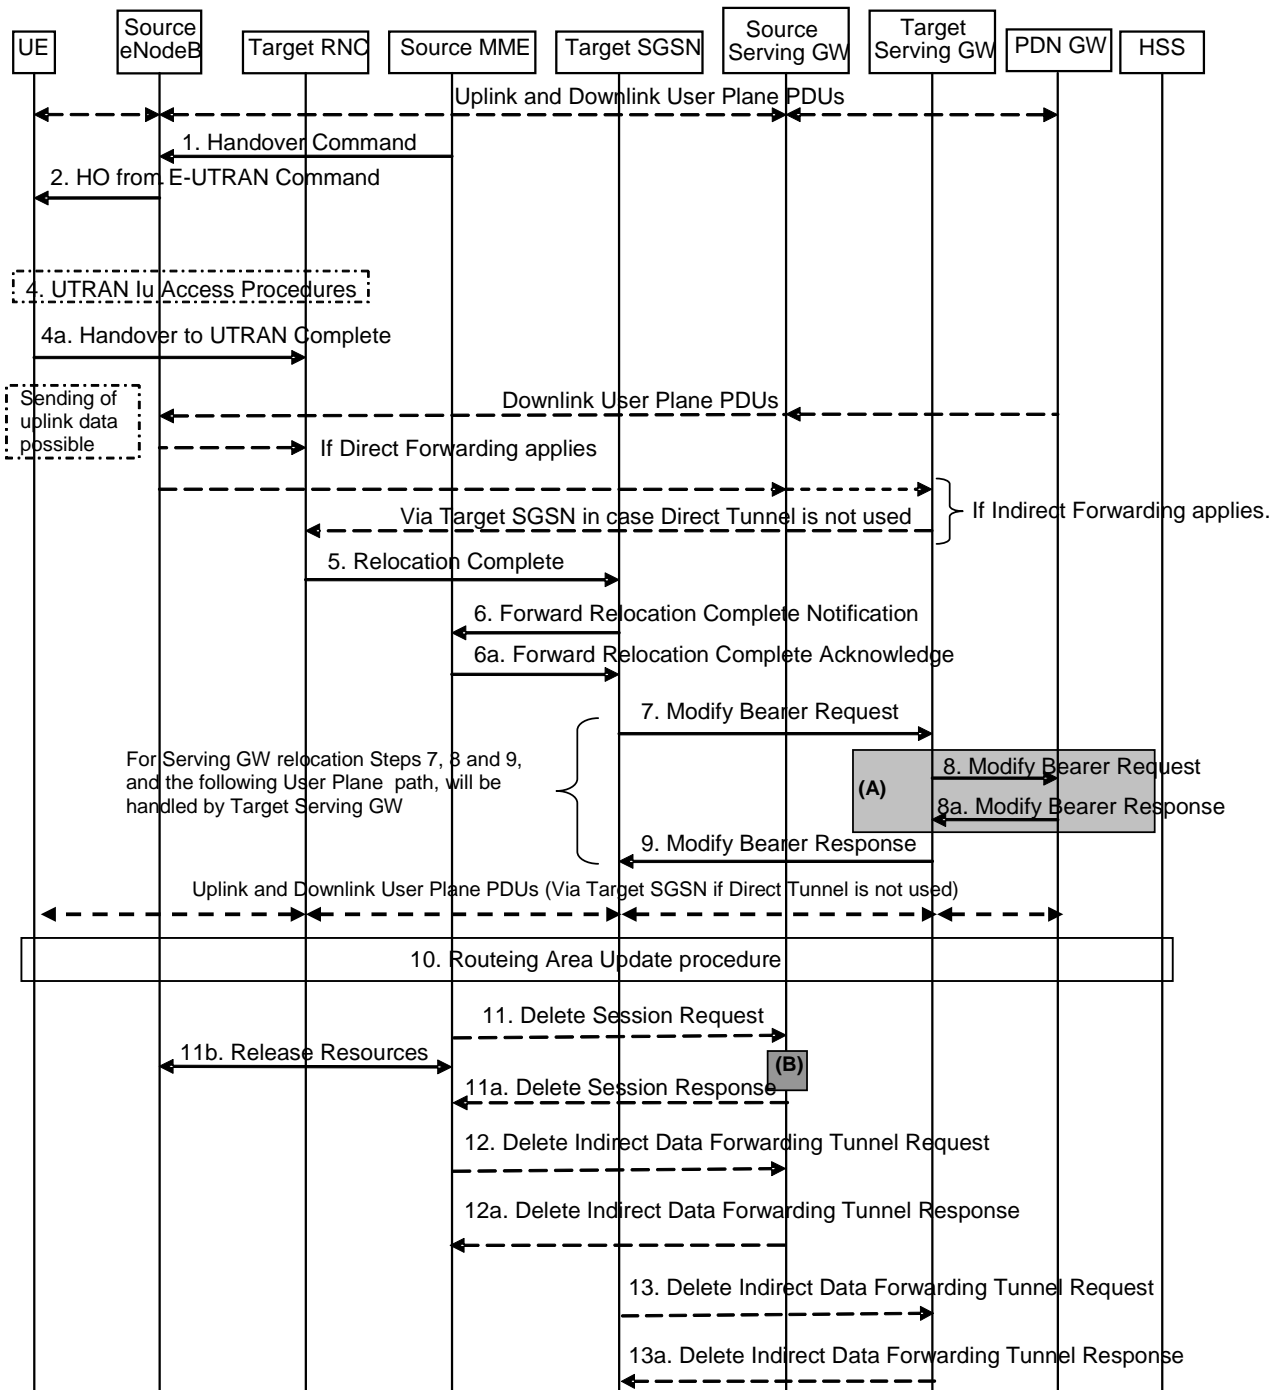 UE
Source
eNodeB
Target RNC
Source MME
Target SGSN
Source
Serving GW
Target
Serving GW
PDN GW
HSS
Uplink and Downlink User Plane PDUs
1. Handover Command
2. HO from E-UTRAN Command
4. UTRAN Iu Access Procedures
4a. Handover to UTRAN Complete
Sending of
uplink data
possible
Downlink User Plane PDUs
If Direct Forwarding applies
Via Target SGSN in case Direct Tunnel is not used
If Indirect Forwarding applies.
5. Relocation Complete
6. Forward Relocation Complete Notification
6a. Forward Relocation Complete Acknowledge
7. Modify Bearer Request
For Serving GW relocation Steps 7, 8 and 9,
and the following User Plane path, will be
handled by Target Serving GW
(A)
8. Modify Bearer Request
8a. Modify Bearer Response
9. Modify Bearer Response
Uplink and Downlink User Plane PDUs (Via Target SGSN if Direct Tunnel is not used)
10. Routeing Area Update procedure
11. Delete Session Request
11b. Release Resources
(B)
11a. Delete Session Response
12. Delete Indirect Data Forwarding Tunnel Request
12a. Delete Indirect Data Forwarding Tunnel Response
13. Delete Indirect Data Forwarding Tunnel Request
13a. Delete Indirect Data Forwarding Tunnel Response